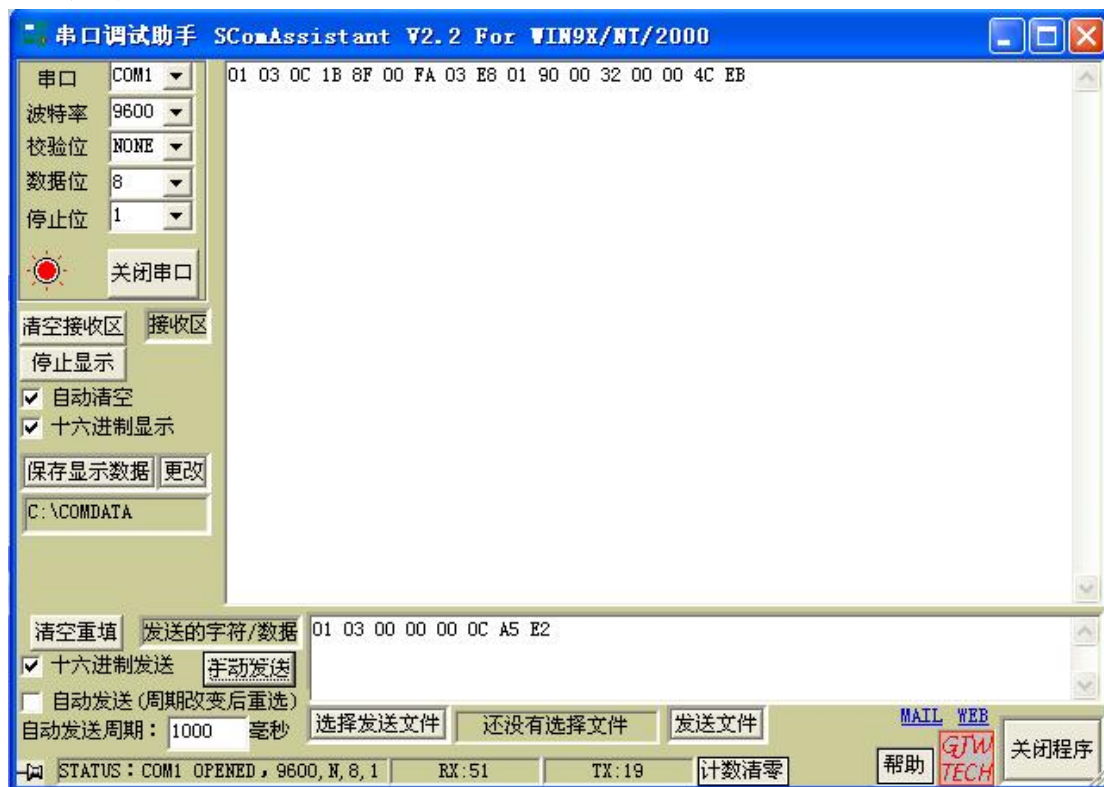 串口调试助手 SComAssistant V2.2 For WIN9X/NT/2000
串口 COM1
波特率 9600
校验位 NONE
数据位 8
停止位 1
关闭串口
清空接收区 接收区
停止显示
自动清空
十六进制显示
保存显示数据 更改
C:\COMDATA
01 03 0C 1B 8F 00 FA 03 E8 01 90 00 32 00 00 4C EB
清空重填 发送的字符/数据 01 03 00 00 00 0C A5 E2
十六进制发送 手动发送
自动发送(周期改变后重选)
自动发送周期: 1000 毫秒 选择发送文件 还没有选择文件 发送文件
MAIL WEB
STATUS:COM1 OPENED,9600,N,8,1 RX:51 TX:19 计数清零 帮助 GJW TECH 关闭程序